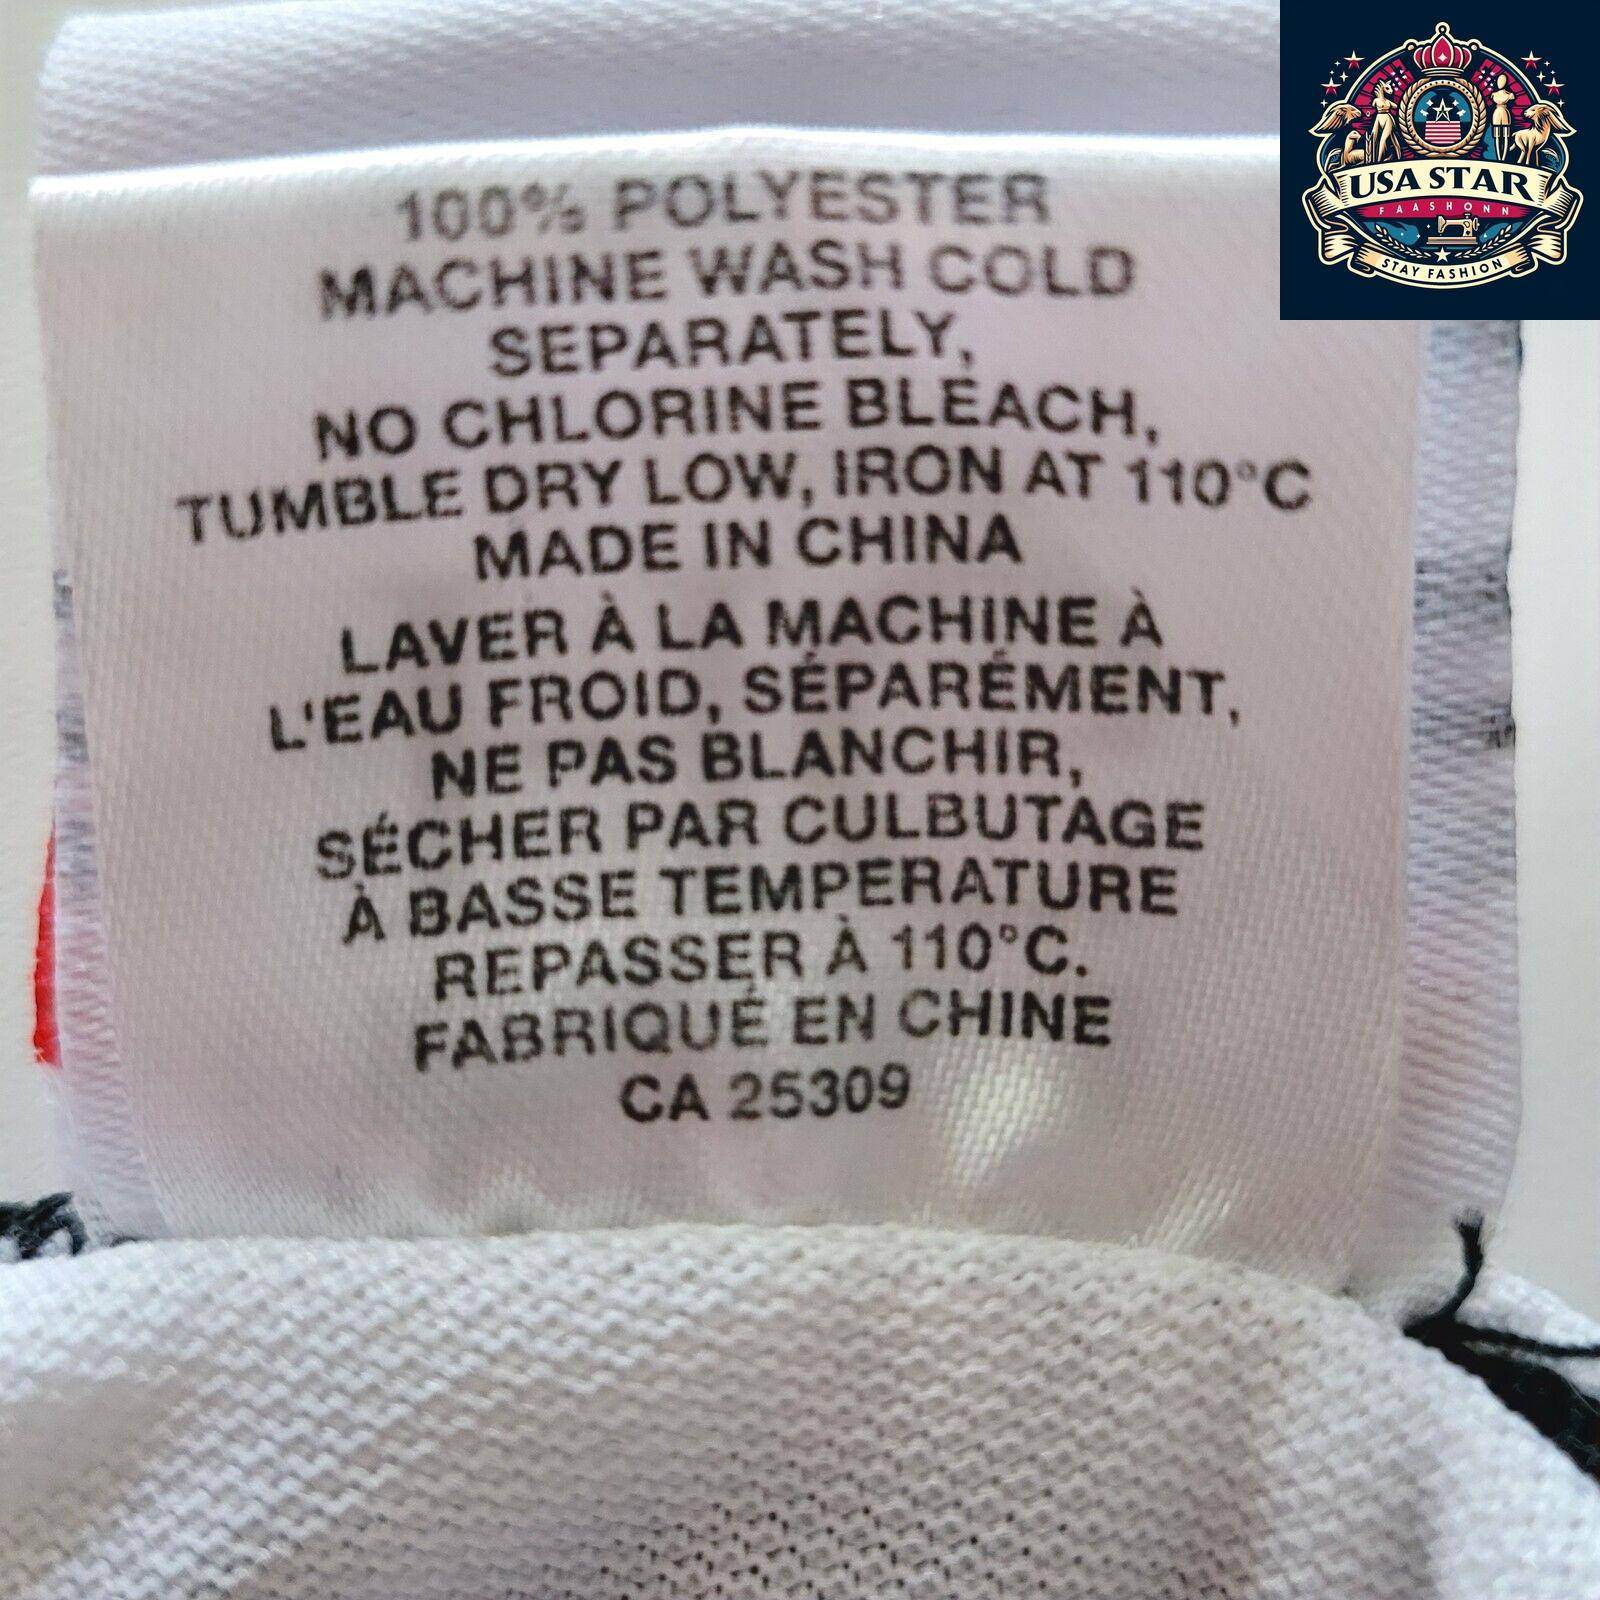 USA STAR
FAASHONN
STAY FASHION
100% POLYESTER
MACHINE WASH COLD
SEPARATELY,
NO CHLORINE BLEACH,
TUMBLE DRY LOW, IRON AT 110°C
MADE IN CHINA
LAVER À LA MACHINE À
L'EAU FROID, SÉPARÉMENT,
NE PAS BLANCHIR,
SÉCHER PAR CULBUTAGE
À BASSE TEMPERATURE
REPASSER À 110°C.
FABRIQUÉ EN CHINE
CA 25309